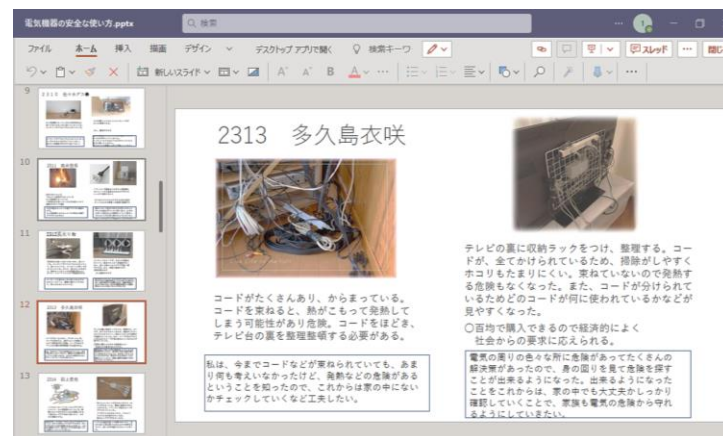 電気機器の安全な使い方.pptx
検索
ファイル ホーム 挿入 描画 デザイン デスクトップ アプリで開く 検索キーワード スレッド
新しいスライド
9
10
11
12
13
2313 多久島衣咲
コードがたくさんあり、からまっている。
コードを束ねると、熱がこもって発熱して
しまう可能性があり危険。コードをほどき、
テレビ台の裏を整理整頓する必要がある。
私は、今までコードなどが束ねられていても、あま
り何も考えいなかったけど、発熱などの危険がある
ということを知ったので、これからは家の中にない
かチェックしていくなど工夫したい。
テレビの裏に収納ラックをつけ、整理する。コー
ドが、全てかけられているため、掃除がしやすく
ホコリもたまりにくい。束ねていないので発熱す
る危険もなくなった。また、コードが分けられて
いるためどのコードが何に使われているかなどが
見やすくなった。
〇百均で購入できるので経済的によく
社会からの要求に応えられる。
電気の周りの色々な所に危険があってたくさんの
解決策があったので、身の回りを見て危険を探す
ことが出来るようになった。出来るようになった
ことをこれからは、家の中でも大丈夫かしっかり
確認していくことで、家族も電気の危険から守れ
るようにしていきたい。